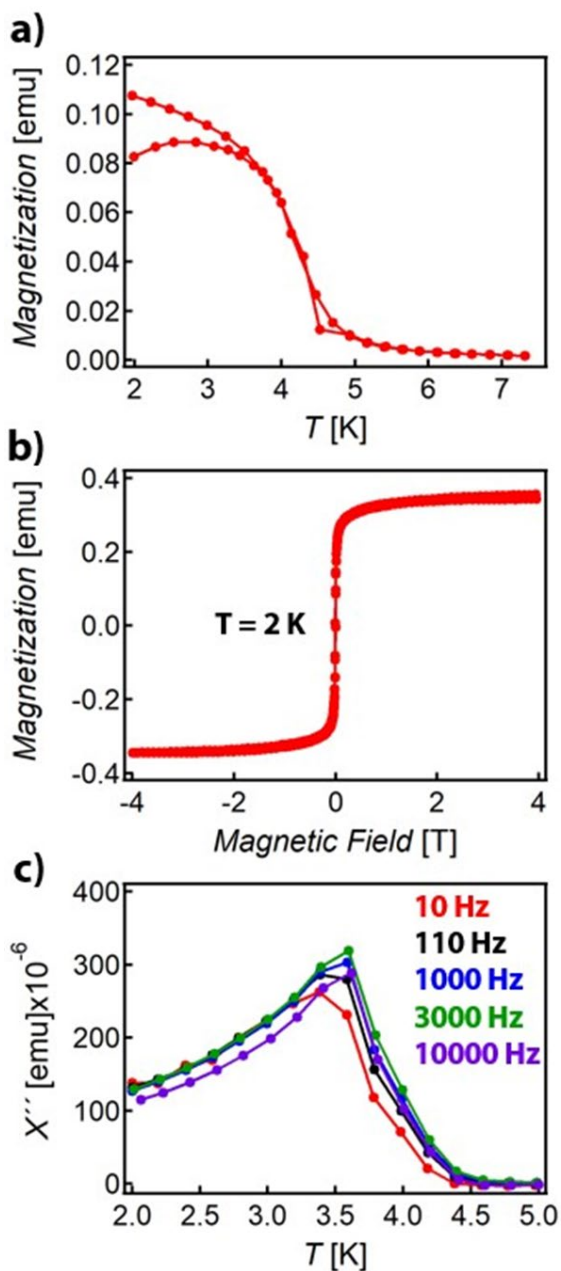 a)
Magnetization [emu]
0.12
0.10
0.08
0.06
0.04
0.02
0.00
2 3 4 5 6 7
T [K]
b)
Magnetization [emu]
0.4
0.2
0.0
-0.2
-0.4
T = 2 K
-4 -2 0 2 4
Magnetic Field [T]
c)
X´´ [emu]x10-6
400
300
200
100
0
10 Hz
110 Hz
1000 Hz
3000 Hz
10000 Hz
2.0 2.5 3.0 3.5 4.0 4.5 5.0
T [K]